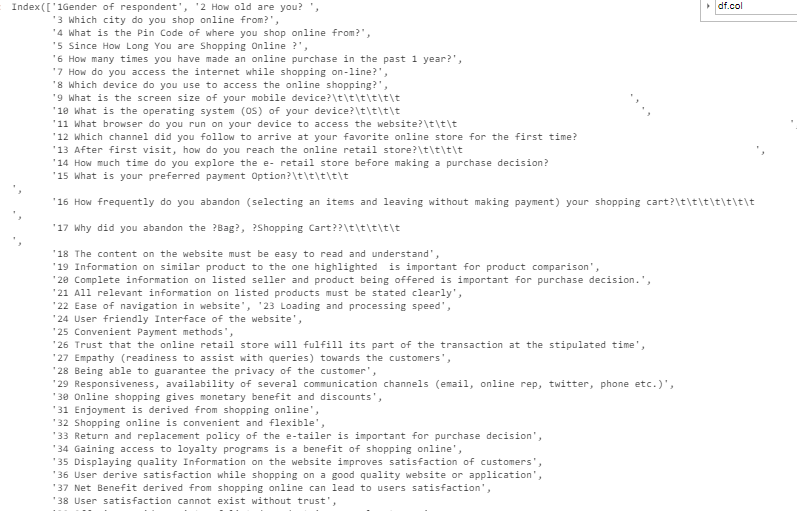 df.col
Index(['1Gender of respondent', '2 How old are you? ',
'3 Which city do you shop online from?',
'4 What is the Pin Code of where you shop online from?',
'5 Since How Long You are Shopping Online ?',
'6 How many times you have made an online purchase in the past 1 year?',
'7 How do you access the internet while shopping on-line?',
'8 Which device do you use to access the online shopping?',
'9 What is the screen size of your mobile device?\t\t\t\t\t\t ',
'10 What is the operating system (OS) of your device?\t\t\t\t ',
'11 What browser do you run on your device to access the website?\t\t\t ',
'12 Which channel did you follow to arrive at your favorite online store for the first time?
'13 After first visit, how do you reach the online retail store?\t\t\t\t ',
'14 How much time do you explore the e- retail store before making a purchase decision?
'15 What is your preferred payment Option?\t\t\t\t\t
',
'16 How frequently do you abandon (selecting an items and leaving without making payment) your shopping cart?\t\t\t\t\t\t\t
',
'17 Why did you abandon the ?Bag?, ?Shopping Cart??\t\t\t\t\t
',
'18 The content on the website must be easy to read and understand',
'19 Information on similar product to the one highlighted  is important for product comparison',
'20 Complete information on listed seller and product being offered is important for purchase decision.',
'21 All relevant information on listed products must be stated clearly',
'22 Ease of navigation in website', '23 Loading and processing speed',
'24 User friendly Interface of the website',
'25 Convenient Payment methods',
'26 Trust that the online retail store will fulfill its part of the transaction at the stipulated time',
'27 Empathy (readiness to assist with queries) towards the customers',
'28 Being able to guarantee the privacy of the customer',
'29 Responsiveness, availability of several communication channels (email, online rep, twitter, phone etc.)',
'30 Online shopping gives monetary benefit and discounts',
'31 Enjoyment is derived from shopping online',
'32 Shopping online is convenient and flexible',
'33 Return and replacement policy of the e-tailer is important for purchase decision',
'34 Gaining access to loyalty programs is a benefit of shopping online',
'35 Displaying quality Information on the website improves satisfaction of customers',
'36 User derive satisfaction while shopping on a good quality website or application',
'37 Net Benefit derived from shopping online can lead to users satisfaction',
'38 User satisfaction cannot exist without trust',